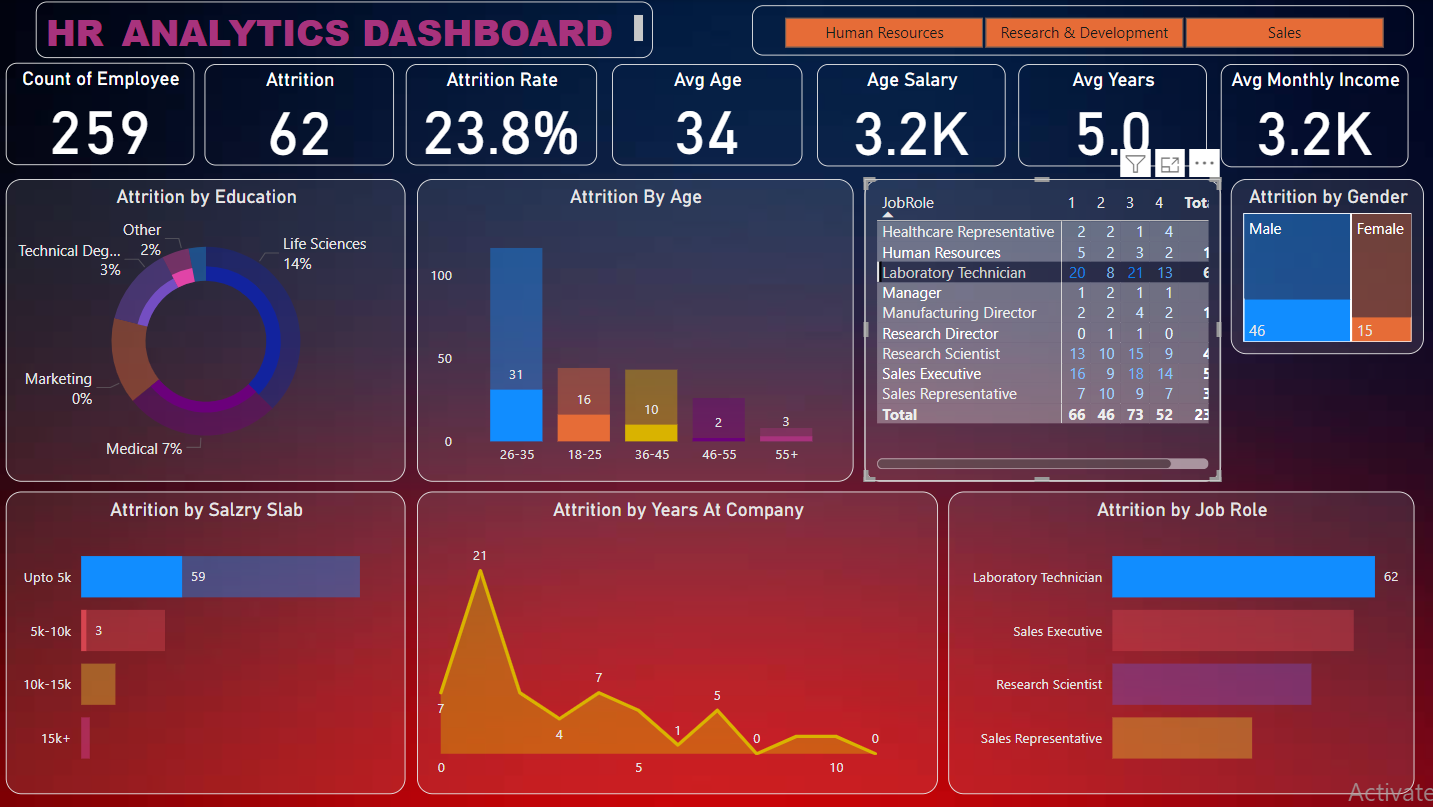 HR ANALYTICS DASHBOARD
Human Resources
Research & Development
Sales
Count of Employee
259
Attrition
62
Attrition Rate
23.8%
Avg Age
34
Age Salary
3.2K
Avg Years
5.0
Avg Monthly Income
3.2K
Attrition by Education
Other
2%
Technical Deg...
3%
Life Sciences
14%
Marketing
0%
Medical 7%
Attrition By Age
100
50
0
31
16
10
2
3
26-35
18-25
36-45
46-55
55+
JobRole 1 2 3 4 Tota
Healthcare Representative 2 2 1 4
Human Resources 5 2 3 2 1
Laboratory Technician 20 8 21 13 6
Manager 1 2 1 1
Manufacturing Director 2 2 4 2 1
Research Director 0 1 1 0
Research Scientist 13 10 15 9 4
Sales Executive 16 9 18 14 5
Sales Representative 7 10 9 7 3
Total 66 46 73 52 23
Attrition by Gender
Male
Female
46
15
Attrition by Salzry Slab
Upto 5k
59
5k-10k
3
10k-15k
15k+
Attrition by Years At Company
21
7
4
7
1
5
0
0
0
5
10
Attrition by Job Role
Laboratory Technician
62
Sales Executive
Research Scientist
Sales Representative
Activate